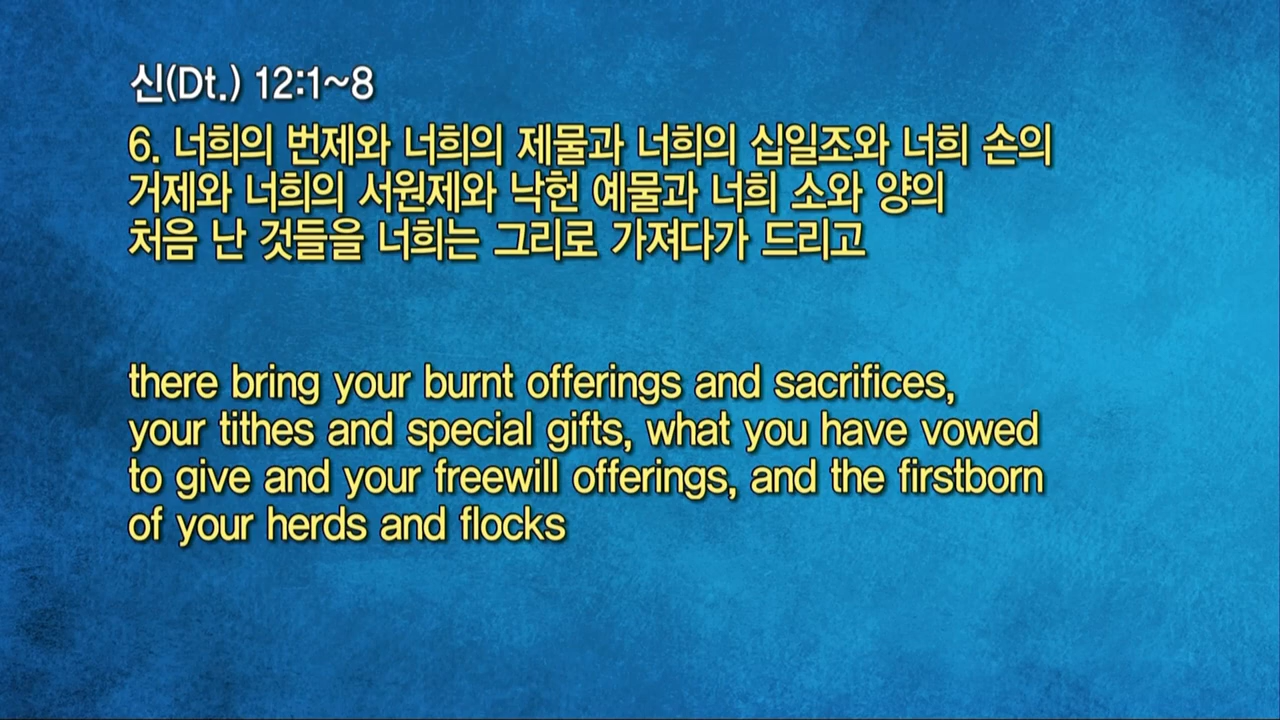 신(Dt.) 12:1~8
6. 너희의 번제와 너희의 제물과 너희의 십일조와 너희 손의
거제와 너희의 서원제와 낙헌 예물과 너희 소와 양의
처음 난 것들을 너희는 그리로 가져다가 드리고
there bring your burnt offerings and sacrifices,
your tithes and special gifts, what you have vowed
to give and your freewill offerings, and the firstborn
of your herds and flocks